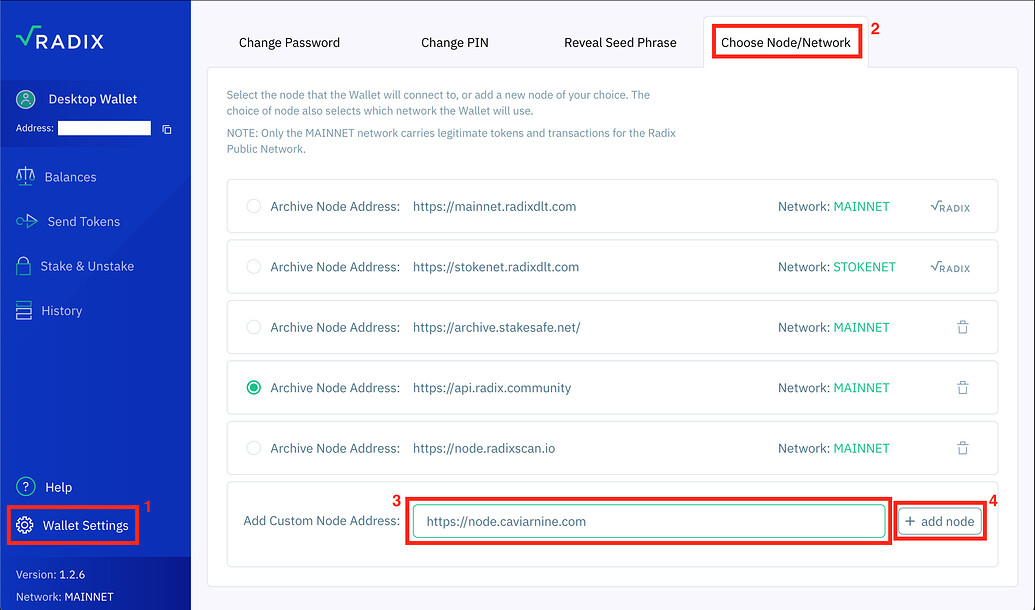 RADIX
Desktop Wallet
Address:
Balances
Send Tokens
Stake & Unstake
History
? Help
1
Wallet Settings
Version: 1.2.6
Network: MAINNET
Change Password
Change PIN
Reveal Seed Phrase
Choose Node/Network
2
Select the node that the Wallet will connect to, or add a new node of your choice. The
choice of node also selects which network the Wallet will use.
NOTE: Only the MAINNET network carries legitimate tokens and transactions for the Radix
Public Network.
Archive Node Address: https://mainnet.radixdlt.com Network: MAINNET RADIX
Archive Node Address: https://stokenet.radixdlt.com Network: STOKENET RADIX
Archive Node Address: https://archive.stakesafe.net/ Network: MAINNET
Archive Node Address: https://api.radix.community Network: MAINNET
Archive Node Address: https://node.radixscan.io Network: MAINNET
3
4
Add Custom Node Address: https://node.caviarnine.com + add node